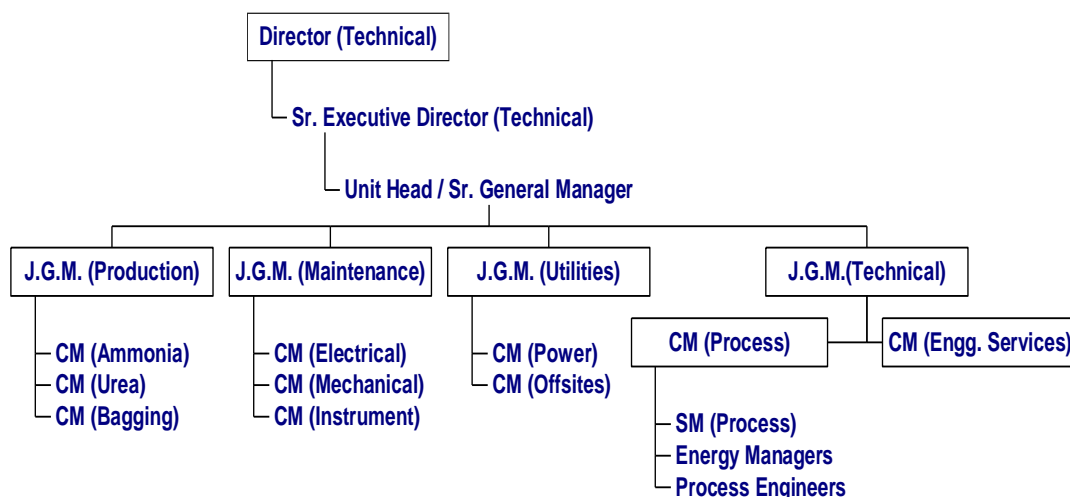 Director (Technical)
Sr. Executive Director (Technical)
Unit Head / Sr. General Manager
J.G.M. (Production)
J.G.M. (Maintenance)
J.G.M. (Utilities)
J.G.M.(Technical)
CM (Ammonia)
CM (Urea)
CM (Bagging)
CM (Electrical)
CM (Mechanical)
CM (Instrument)
CM (Power)
CM (Offsites)
CM (Process)
CM (Engg. Services)
SM (Process)
Energy Managers
Process Engineers